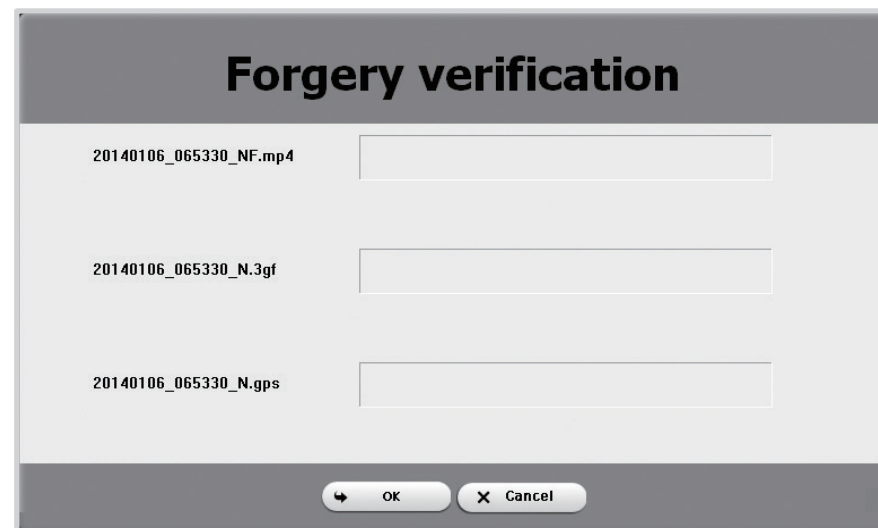 Forgery verification
20140106_065330_NF.mp4
20140106_065330_N.3gf
20140106_065330_N.gps
OK
Cancel